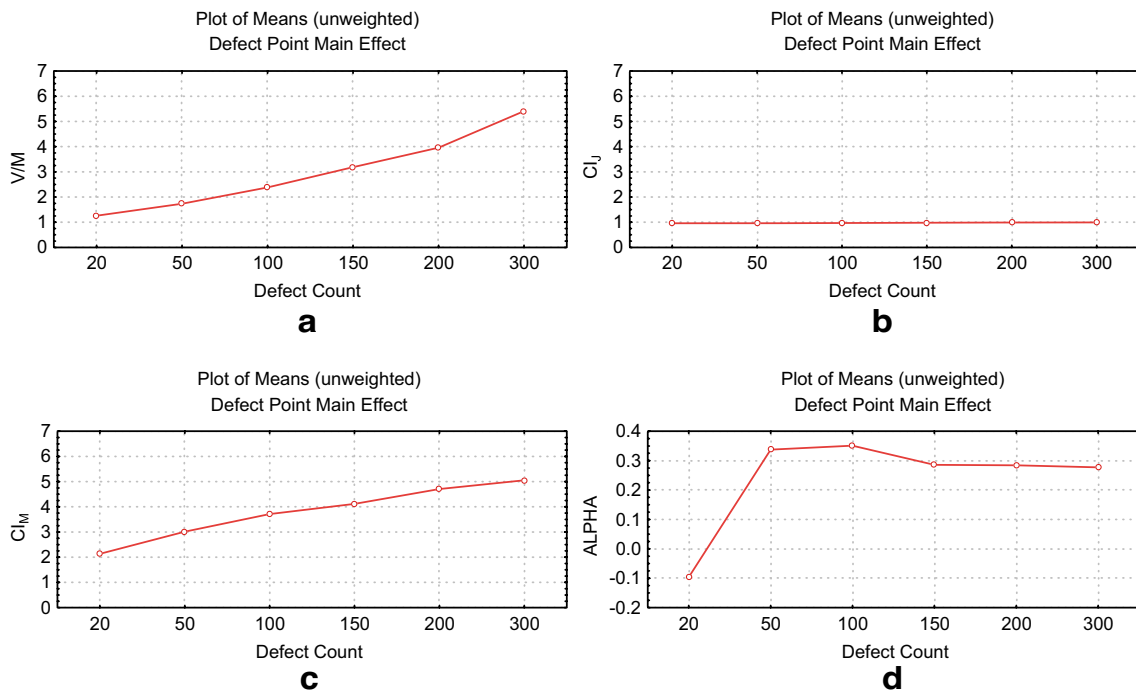 Plot of Means (unweighted)
Defect Point Main Effect
7
6
5
4
3
2
1
0
V/M
20 50 100 150 200 300
Defect Count
a
Plot of Means (unweighted)
Defect Point Main Effect
7
6
5
4
3
2
1
0
CI_J
20 50 100 150 200 300
Defect Count
b
Plot of Means (unweighted)
Defect Point Main Effect
7
6
5
4
3
2
1
0
CI_M
20 50 100 150 200 300
Defect Count
c
Plot of Means (unweighted)
Defect Point Main Effect
0.4
0.3
0.2
0.1
0.0
-0.1
-0.2
ALPHA
20 50 100 150 200 300
Defect Count
d